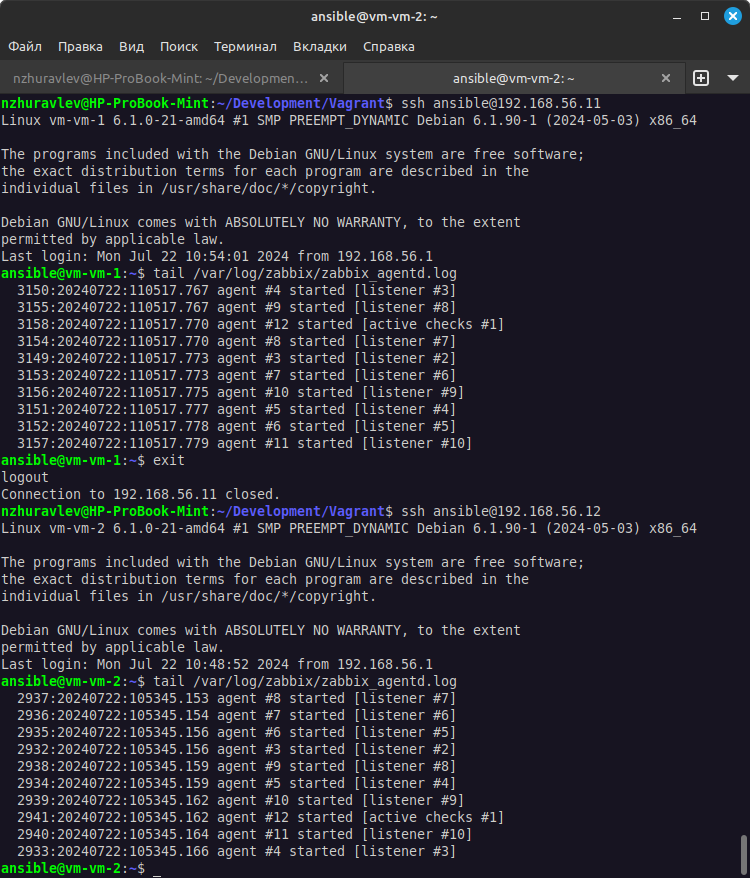 ansible@vm-vm-2: ~
Файл Правка Вид Поиск Терминал Вкладки Справка
nzhuravlev@HP-ProBook-Mint: ~/Developmen... ansible@vm-vm-2: ~
nzhuravlev@HP-ProBook-Mint:~/Development/Vagrant$ ssh ansible@192.168.56.11
Linux vm-vm-1 6.1.0-21-amd64 #1 SMP PREEMPT_DYNAMIC Debian 6.1.90-1 (2024-05-03) x86_64

The programs included with the Debian GNU/Linux system are free software;
the exact distribution terms for each program are described in the
individual files in /usr/share/doc/*/copyright.

Debian GNU/Linux comes with ABSOLUTELY NO WARRANTY, to the extent
permitted by applicable law.
Last login: Mon Jul 22 10:54:01 2024 from 192.168.56.1
ansible@vm-vm-1:~$ tail /var/log/zabbix/zabbix_agentd.log
  3150:20240722:110517.767 agent #4 started [listener #3]
  3155:20240722:110517.767 agent #9 started [listener #8]
  3158:20240722:110517.770 agent #12 started [active checks #1]
  3154:20240722:110517.770 agent #8 started [listener #7]
  3149:20240722:110517.773 agent #3 started [listener #2]
  3153:20240722:110517.773 agent #7 started [listener #6]
  3156:20240722:110517.775 agent #10 started [listener #9]
  3151:20240722:110517.777 agent #5 started [listener #4]
  3152:20240722:110517.778 agent #6 started [listener #5]
  3157:20240722:110517.779 agent #11 started [listener #10]
ansible@vm-vm-1:~$ exit
logout
Connection to 192.168.56.11 closed.
nzhuravlev@HP-ProBook-Mint:~/Development/Vagrant$ ssh ansible@192.168.56.12
Linux vm-vm-2 6.1.0-21-amd64 #1 SMP PREEMPT_DYNAMIC Debian 6.1.90-1 (2024-05-03) x86_64

The programs included with the Debian GNU/Linux system are free software;
the exact distribution terms for each program are described in the
individual files in /usr/share/doc/*/copyright.

Debian GNU/Linux comes with ABSOLUTELY NO WARRANTY, to the extent
permitted by applicable law.
Last login: Mon Jul 22 10:48:52 2024 from 192.168.56.1
ansible@vm-vm-2:~$ tail /var/log/zabbix/zabbix_agentd.log
  2937:20240722:105345.153 agent #8 started [listener #7]
  2936:20240722:105345.154 agent #7 started [listener #6]
  2935:20240722:105345.156 agent #6 started [listener #5]
  2932:20240722:105345.156 agent #3 started [listener #2]
  2938:20240722:105345.159 agent #9 started [listener #8]
  2934:20240722:105345.159 agent #5 started [listener #4]
  2939:20240722:105345.162 agent #10 started [listener #9]
  2941:20240722:105345.162 agent #12 started [active checks #1]
  2940:20240722:105345.164 agent #11 started [listener #10]
  2933:20240722:105345.166 agent #4 started [listener #3]
ansible@vm-vm-2:~$